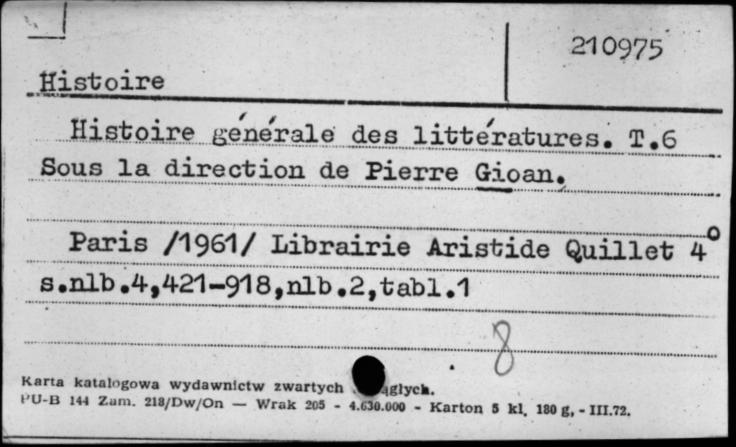 210975
Histoire
Histoire générale des littératures. T.6
Sous la direction de Pierre Gioan.
Paris /1961/ Librairie Aristide Quillet 4°
s.nlb.4,421-918,nlb.2,tabl.1
8
Karta katalogowa wydawnictw zwartych
PU-B 144 Zam. 218/Dw/On — Wrak 205 - 4.630.000 - Karton 5 kl. 180 g, - III.72.